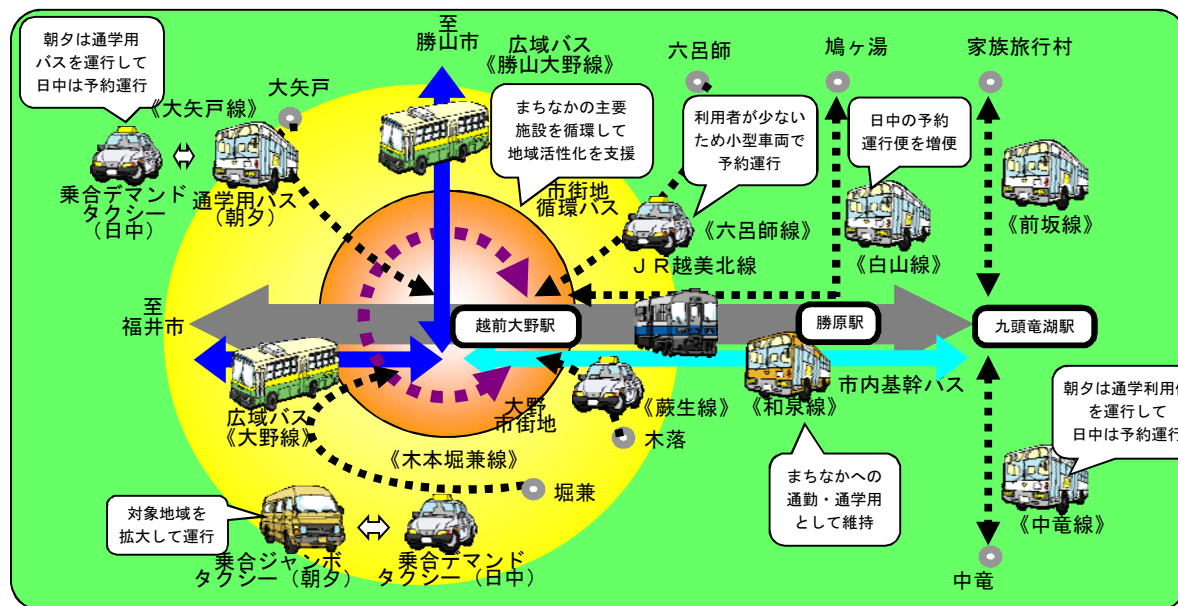 朝夕は通学用
バスを運行して
日中は予約運行
至
勝山市
広域バス
《勝山大野線》
六呂師
鳩ヶ湯
家族旅行村
大矢戸
《大矢戸線》
まちなかの主要
施設を循環して
地域活性化を支援
利用者が少ない
ため小型車両で
予約運行
日中の予約
運行便を増便
乗合デマンド
タクシー
(日中)
通学用バス
(朝夕)
市街地
循環バス
《六呂師線》
《白山線》
《前坂線》
JR越美北線
至
福井市
越前大野駅
勝原駅
九頭竜湖駅
広域バス
《大野線》
大野
市街地
《蕨生線》
木落
《和泉線》
市内基幹バス
朝夕は通学利用
を運行して
日中は予約運行
《木本堀兼線》
堀兼
まちなかへの
通勤・通学用
として維持
対象地域を
拡大して運行
乗合ジャンボ
タクシー(朝夕)
乗合デマンド
タクシー(日中)
《中竜線》
中竜